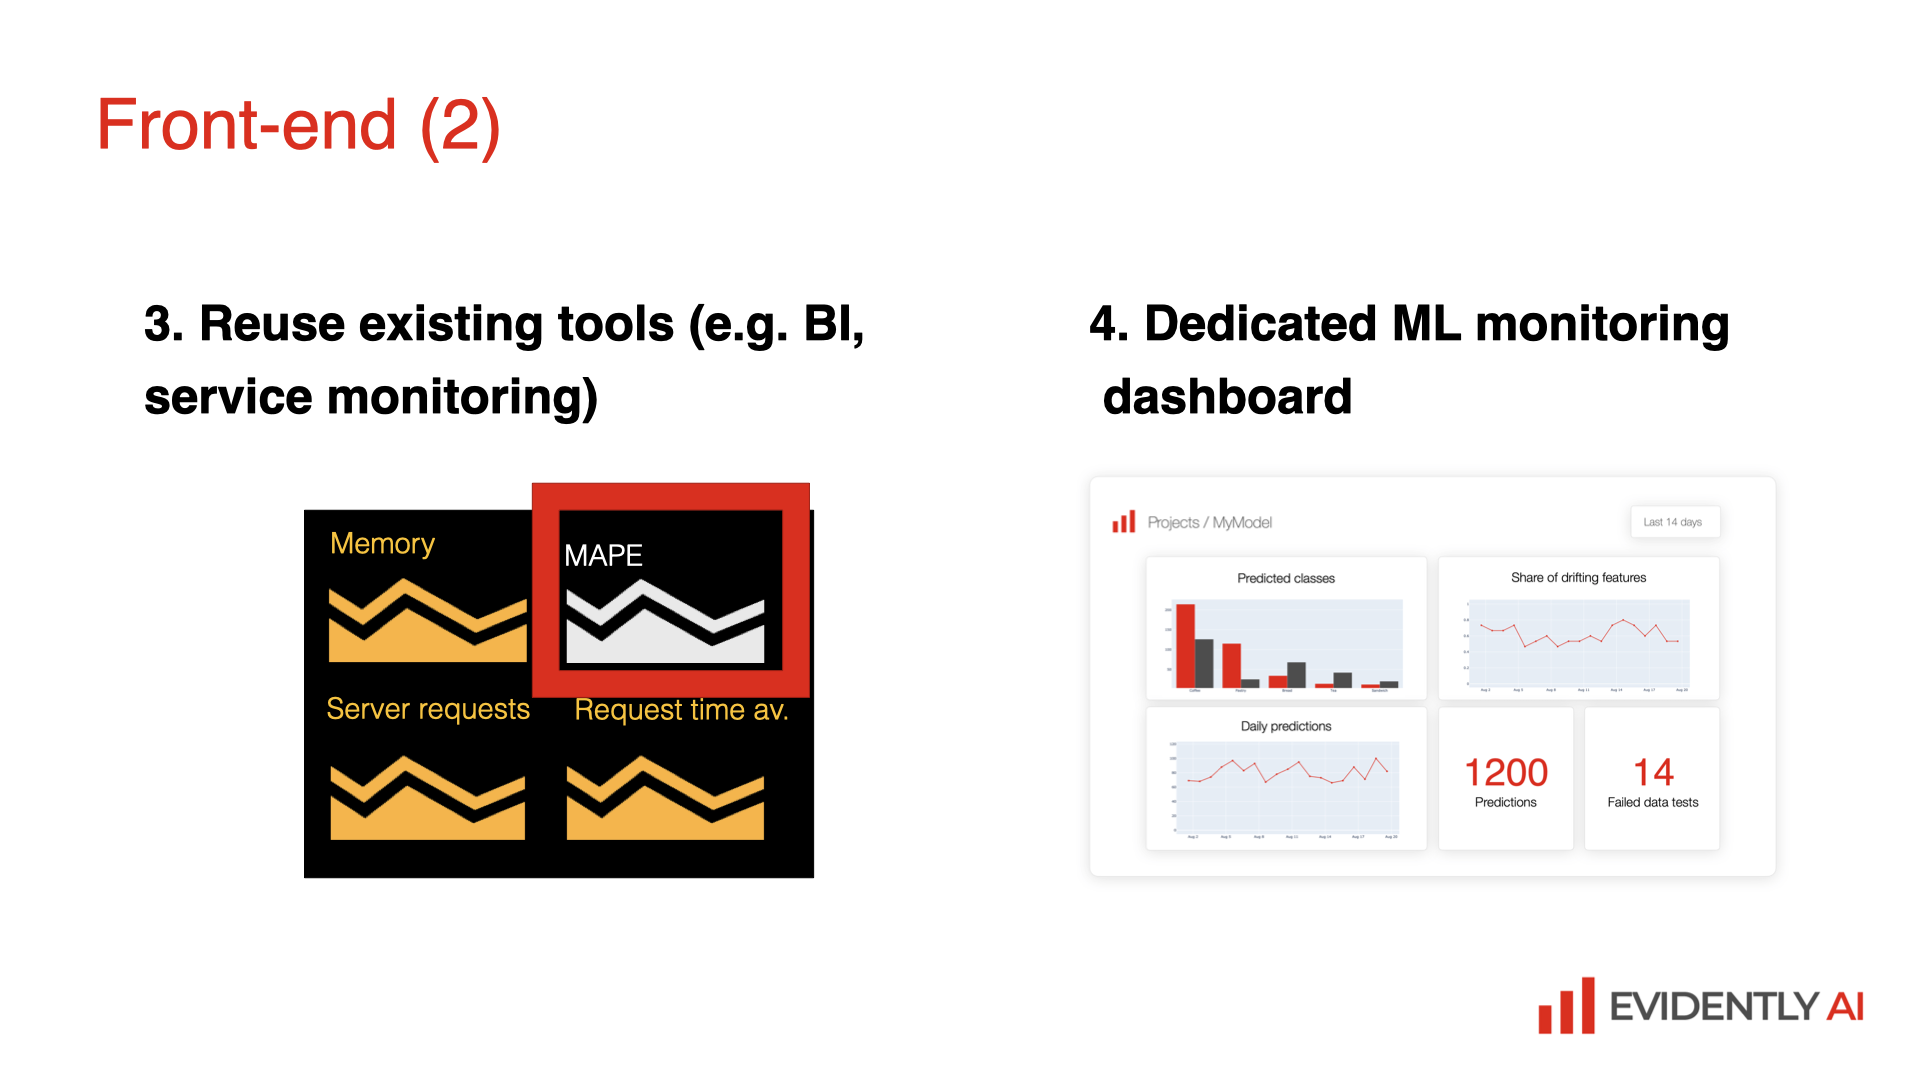 Front-end (2)
3. Reuse existing tools (e.g. BI,
service monitoring)
Memory
MAPE
Server requests
Request time av.
4. Dedicated ML monitoring
dashboard
Projects / MyModel
Last 14 days
Predicted classes
Share of drifting features
Daily predictions
1200
Predictions
14
Failed data tests
EVIDENTLY AI